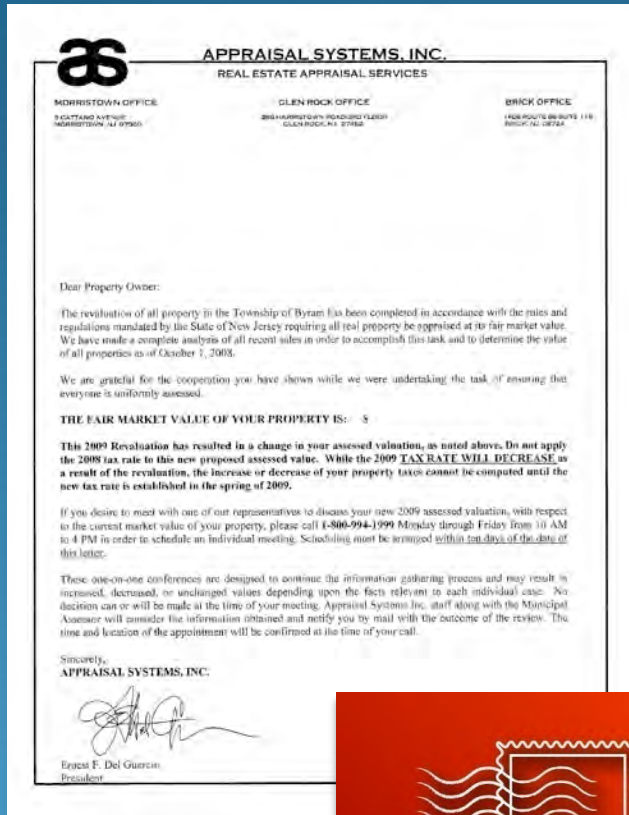 as
APPRAISAL SYSTEMS, INC.
REAL ESTATE APPRAISAL SERVICES
MORRISTOWN OFFICE
GLEN ROCK OFFICE
BRICK OFFICE
Dear Property Owner:
The revaluation of all property in the Township of Byram has been completed in accordance with the rules and
regulations mandated by the State of New Jersey requiring all real property be appraised at its fair market value.
We have made a complete analysis of all recent sales in order to accomplish this task and to determine the value
of all properties as of October 1, 2008.
We are grateful for the cooperation you have shown while we were undertaking the task of ensuring that
everyone is uniformly assessed.
THE FAIR MARKET VALUE OF YOUR PROPERTY IS: $
This 2009 Revaluation has resulted in a change in your assessed valuation, as noted above. Do not apply
the 2008 tax rate to this new proposed assessed value. While the 2009 TAX RATE WILL DECREASE as
a result of the revaluation, the increase or decrease of your property taxes cannot be computed until the
new tax rate is established in the spring of 2009.
If you desire to meet with one of our representatives to discuss your new 2009 assessed valuation, with respect
to the current market value of your property, please call 1-800-994-1999 Monday through Friday from 10 AM
to 4 PM in order to schedule an individual meeting. Scheduling must be arranged within ten days of the date of
this letter.
These one-on-one conferences are designed to continue the information gathering process and may result in
increased, decreased, or unchanged values depending upon the facts relevant to each individual case. No
decision can or will be made at the time of your meeting. Appraisal Systems Inc. staff along with the Municipal
Assessor will consider the information obtained and notify you by mail with the outcome of the review. The
time and location of the appointment will be confirmed at the time of your call.
Sincerely,
APPRAISAL SYSTEMS, INC.
Ernest F. Del Guercio
President